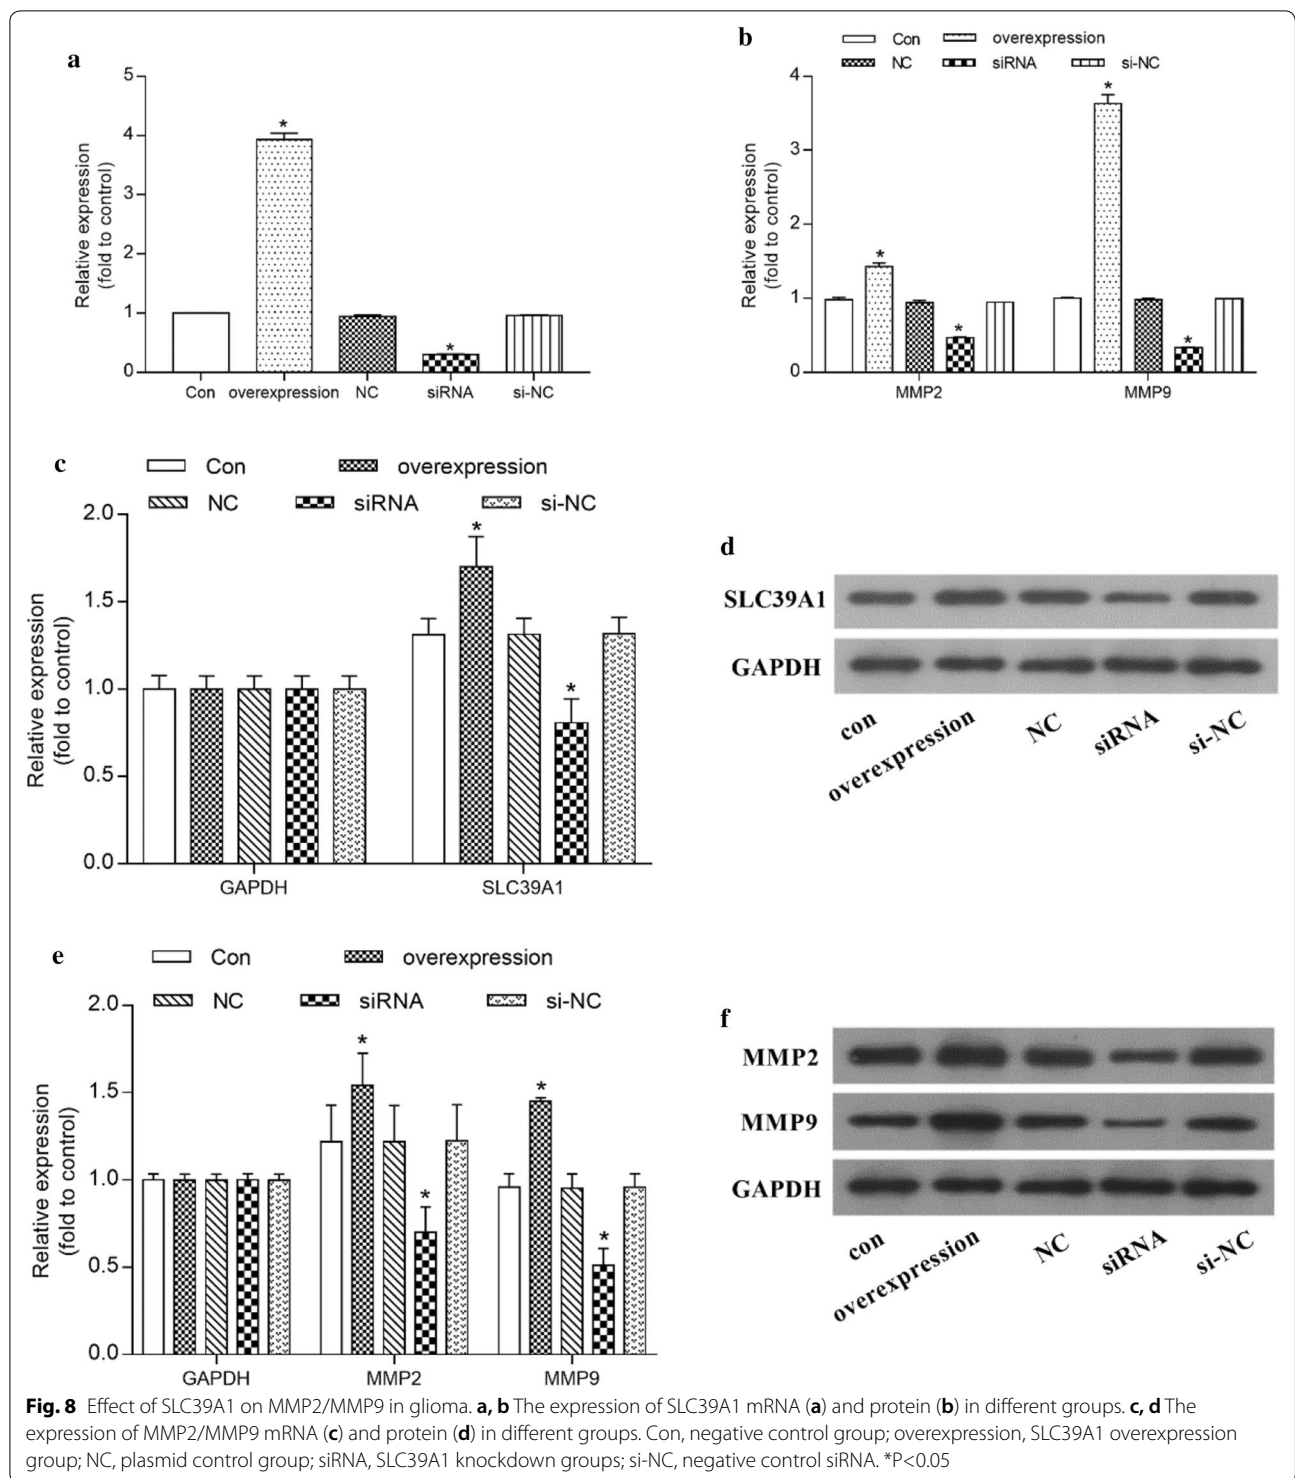 a
5
4
3
2
1
0
Relative expression
(fold to control)
*
*
Con overexpression NC siRNA si-NC
b
Con overexpression
NC siRNA si-NC
4
3
2
1
0
Relative expression
(fold to control)
*
*
*
*
MMP2 MMP9
c
Con overexpression
NC siRNA si-NC
2.0
1.5
1.0
0.5
0.0
Relative expression
(fold to control)
*
*
GAPDH SLC39A1
d
SLC39A1
GAPDH
con overexpression NC siRNA si-NC
e
Con overexpression
NC siRNA si-NC
2.0
1.5
1.0
0.5
0.0
Relative expression
(fold to control)
*
*
*
*
GAPDH MMP2 MMP9
f
MMP2
MMP9
GAPDH
con overexpression NC siRNA si-NC
Fig. 8 Effect of SLC39A1 on MMP2/MMP9 in glioma. a, b The expression of SLC39A1 mRNA (a) and protein (b) in different groups. c, d The
expression of MMP2/MMP9 mRNA (c) and protein (d) in different groups. Con, negative control group; overexpression, SLC39A1 overexpression
group; NC, plasmid control group; siRNA, SLC39A1 knockdown groups; si-NC, negative control siRNA. *P<0.05